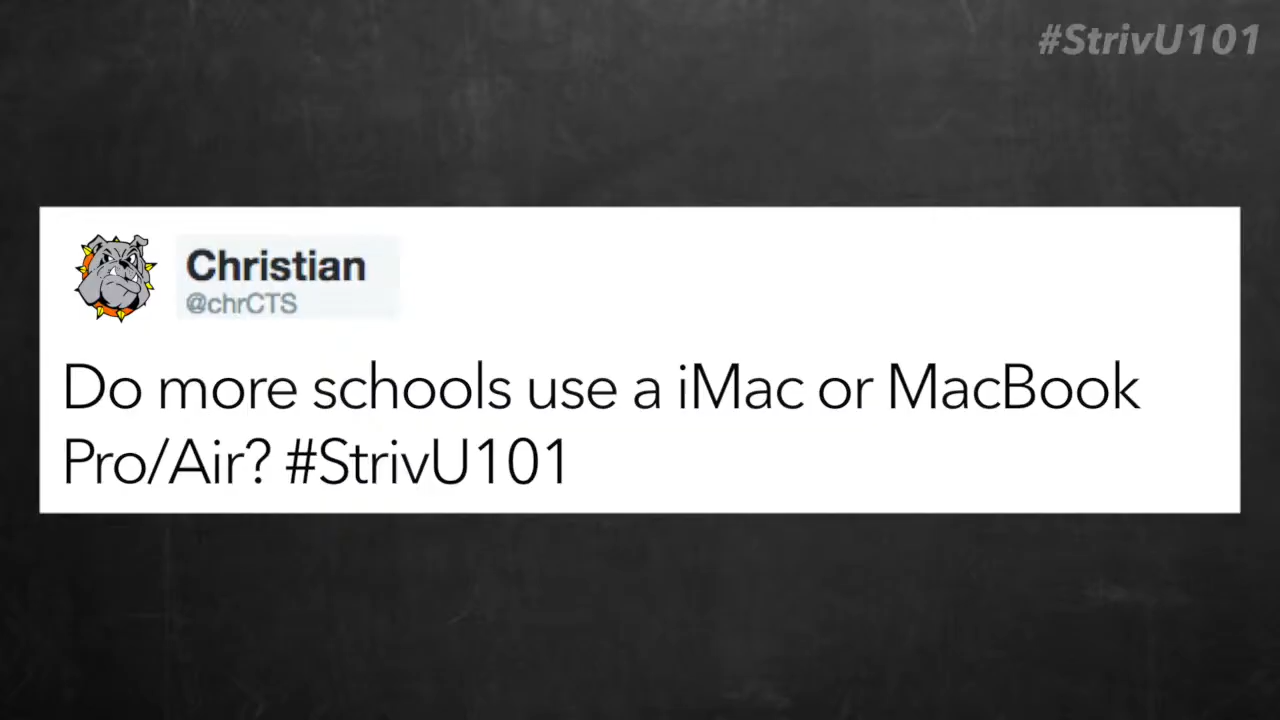 #StrivU101
Christian
@chrCTS
Do more schools use a iMac or MacBook
Pro/Air? #StrivU101